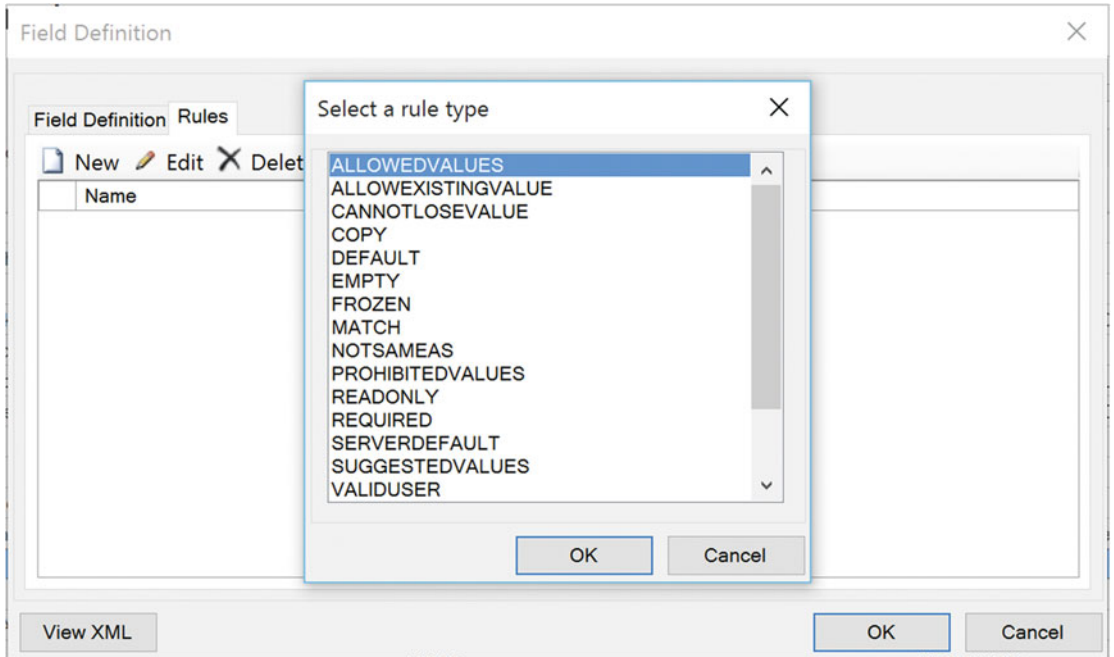 Field Definition
Select a rule type
Field Definition Rules
New Edit Delet
Name
ALLOWEDVALUES
ALLOWEXISTINGVALUE
CANNOTLOSEVALUE
COPY
DEFAULT
EMPTY
FROZEN
MATCH
NOTSAMEAS
PROHIBITEDVALUES
READONLY
REQUIRED
SERVERDEFAULT
SUGGESTEDVALUES
VALIDUSER
OK Cancel
View XML OK Cancel